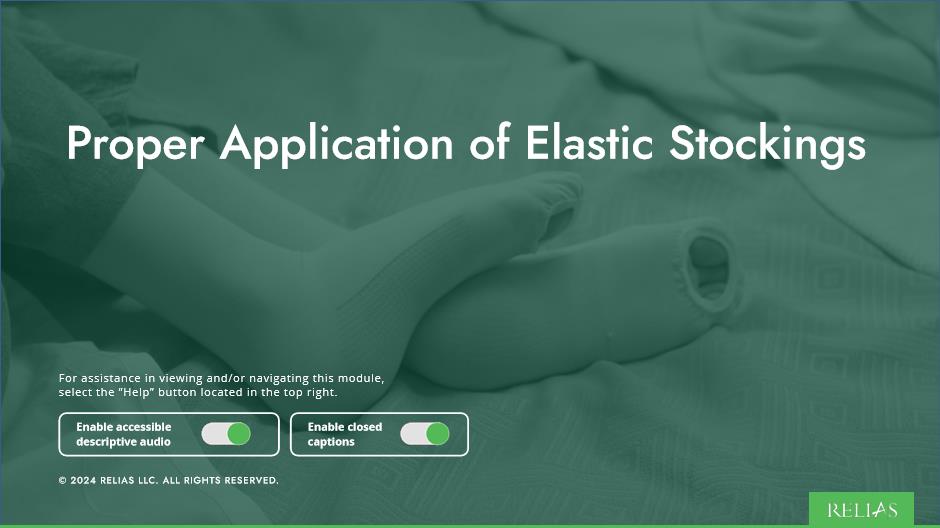 Proper Application of Elastic Stockings
For assistance in viewing and/or navigating this module,
select the “Help” button located in the top right.
Enable accessible
descriptive audio
Enable closed
captions
© 2024 RELIAS LLC. ALL RIGHTS RESERVED.
RELIAS